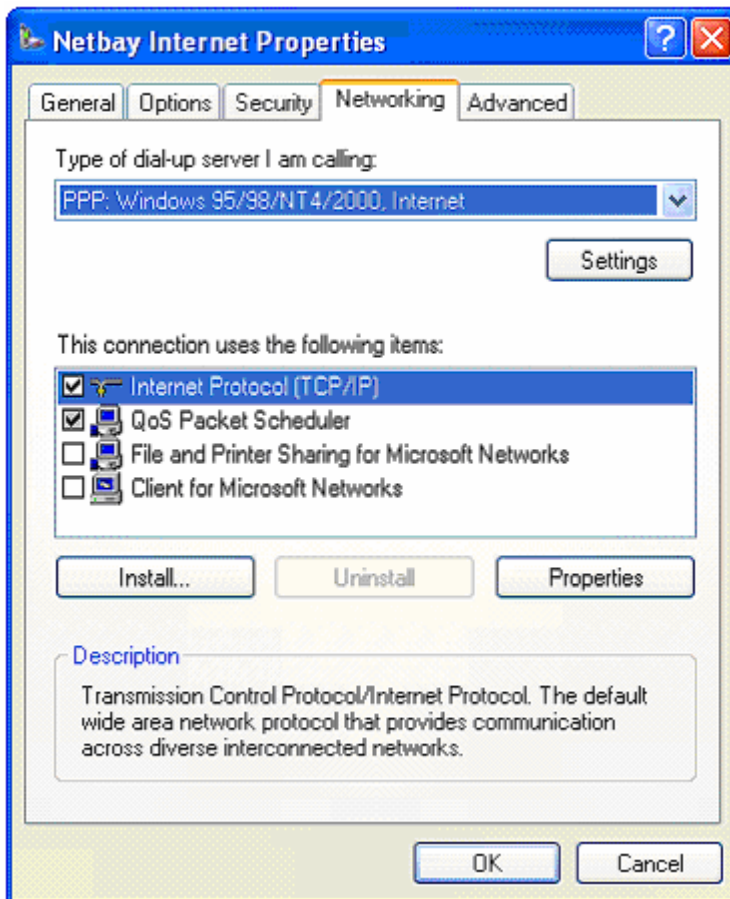 Netbay Internet Properties
General Options Security Networking Advanced
Type of dial-up server I am calling:
PPP: Windows 95/98/NT4/2000, Internet
Settings
This connection uses the following items:
Internet Protocol (TCP/IP)
QoS Packet Scheduler
File and Printer Sharing for Microsoft Networks
Client for Microsoft Networks
Install... Uninstall Properties
Description
Transmission Control Protocol/Internet Protocol. The default
wide area network protocol that provides communication
across diverse interconnected networks.
OK Cancel